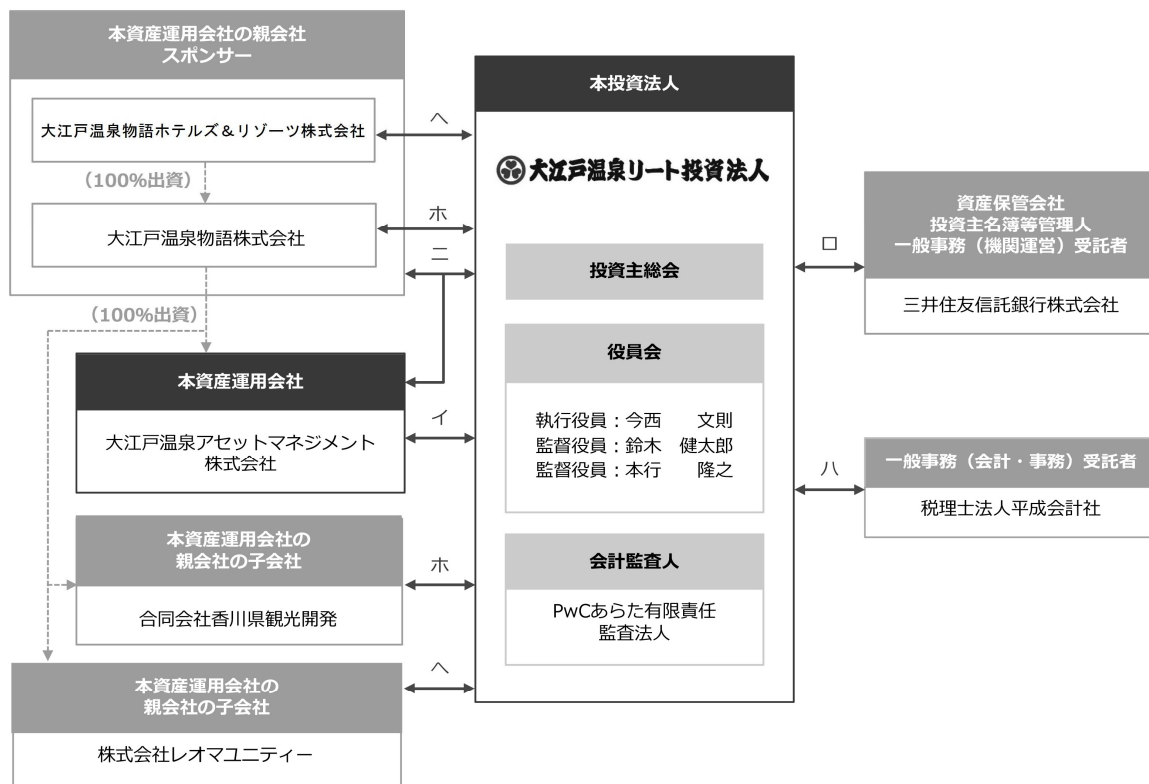 本資産運用会社の親会社
スポンサー
大江戸温泉物語ホテルズ&リゾーツ株式会社
（100%出資）
大江戸温泉物語株式会社
（100%出資）
本資産運用会社
大江戸温泉アセットマネジメント
株式会社
本資産運用会社の
親会社の子会社
合同会社香川県観光開発
本資産運用会社の
親会社の子会社
株式会社レオマユニティー
ヘ
ホ
ニ
イ
ホ
ヘ
本投資法人
大江戸温泉リート投資法人
投資主総会
役員会
執行役員：今西　文則
監督役員：鈴木　健太郎
監督役員：本行　隆之
会計監査人
PwCあらた有限責任
監査法人
ロ
ハ
資産保管会社
投資主名簿等管理人
一般事務（機関運営）受託者
三井住友信託銀行株式会社
一般事務（会計・事務）受託者
税理士法人平成会計社